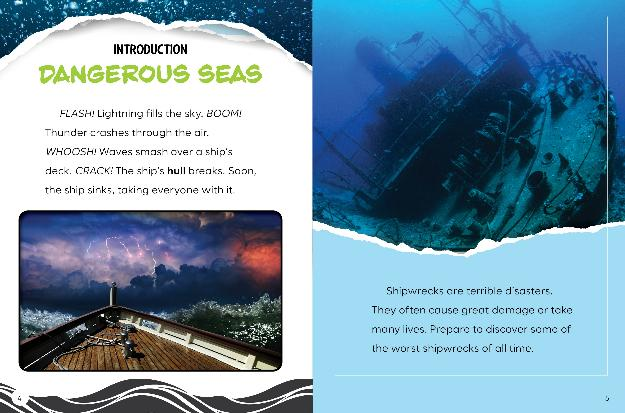 INTRODUCTION
DANGEROUS SEAS
FLASH! Lightning fills the sky. BOOM!
Thunder crashes through the air.
WHOOSH! Waves smash over a ship's
deck. CRACK! The ship's hull breaks. Soon,
the ship sinks, taking everyone with it.
4
Shipwrecks are terrible disasters.
They often cause great damage or take
many lives. Prepare to discover some of
the worst shipwrecks of all time.
5